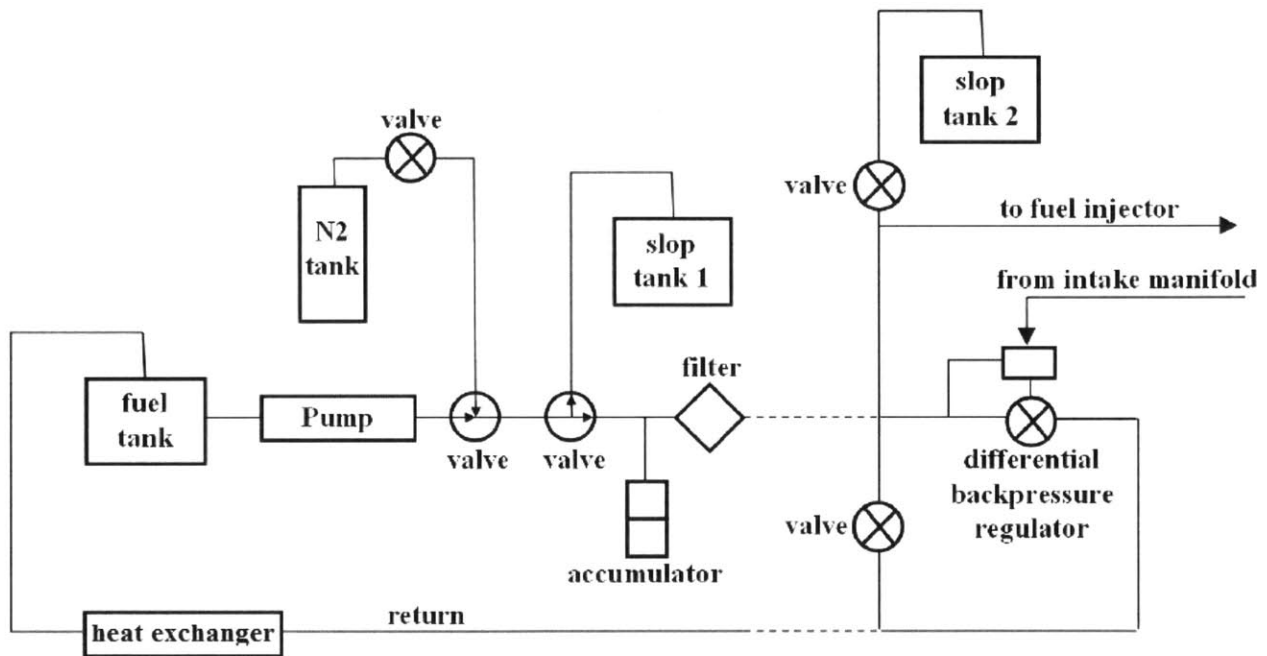 slop
tank 2
valve
valve
to fuel injector
N2
tank
slop
tank 1
from intake manifold
filter
fuel
tank
Pump
valve
valve
differential
backpressure
regulator
valve
accumulator
return
heat exchanger